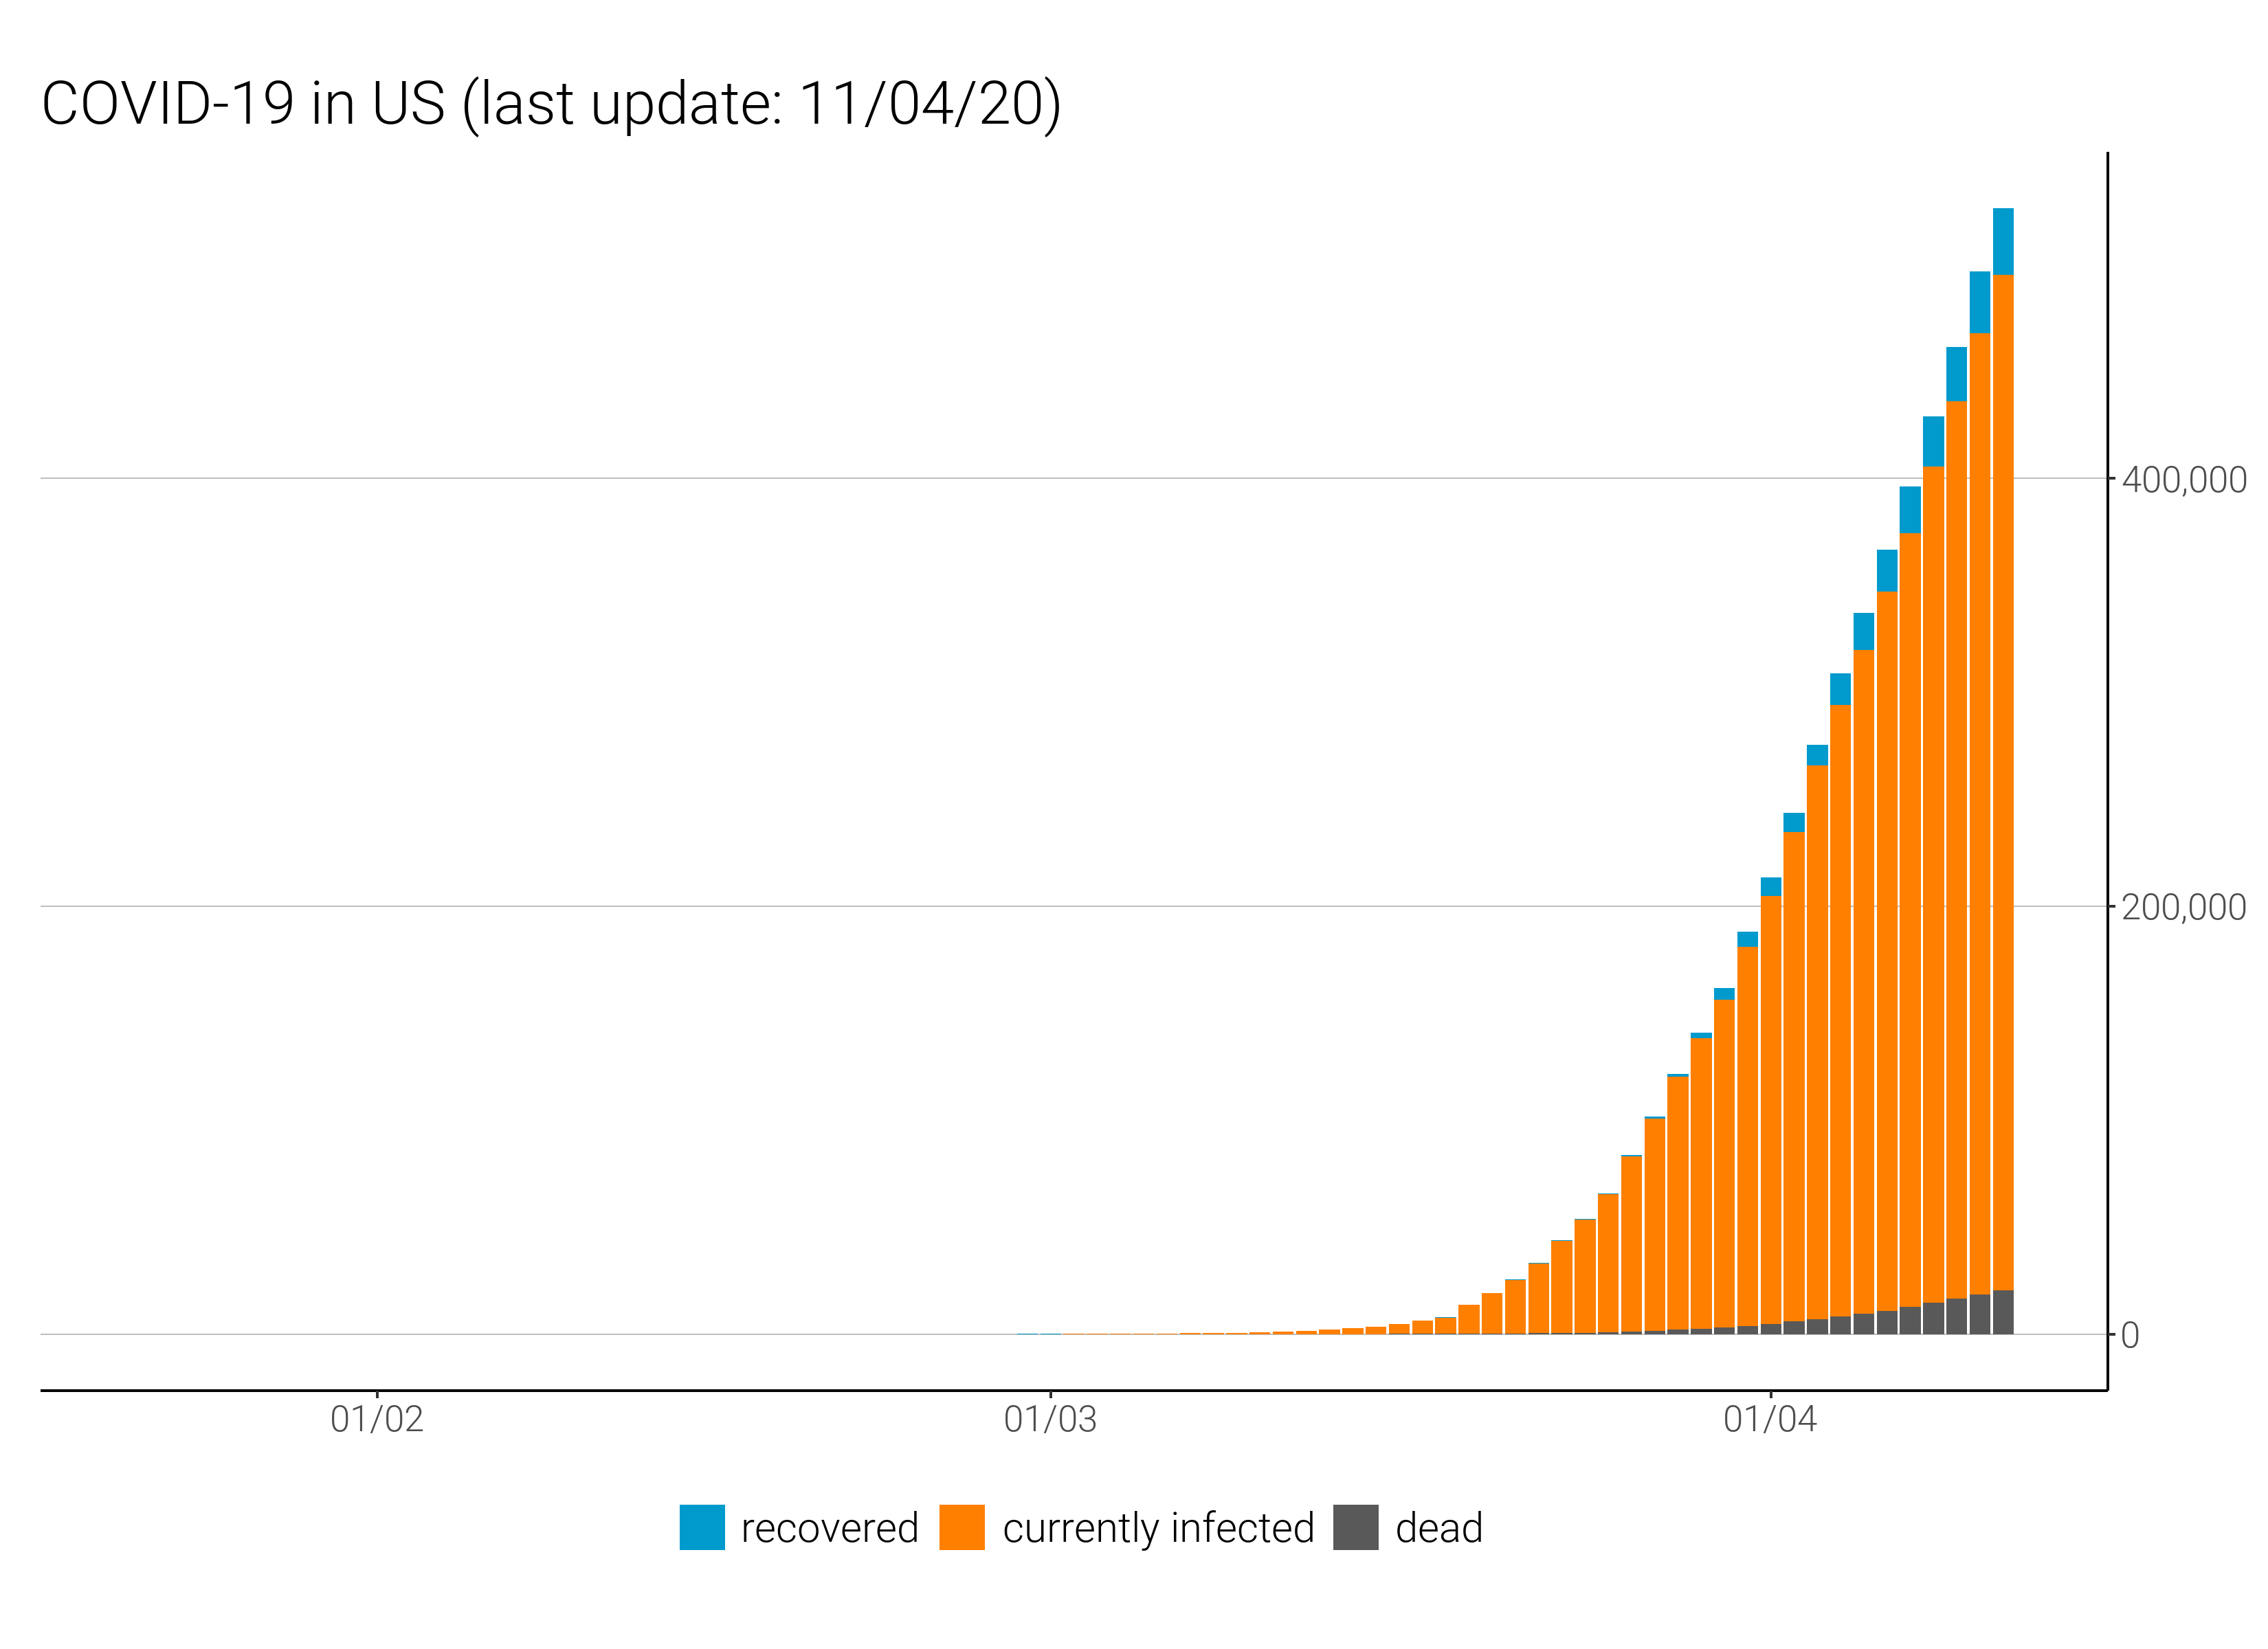 COVID-19 in US (last update: 11/04/20)
400,000
200,000
0
01/02 01/03 01/04
recovered currently infected dead